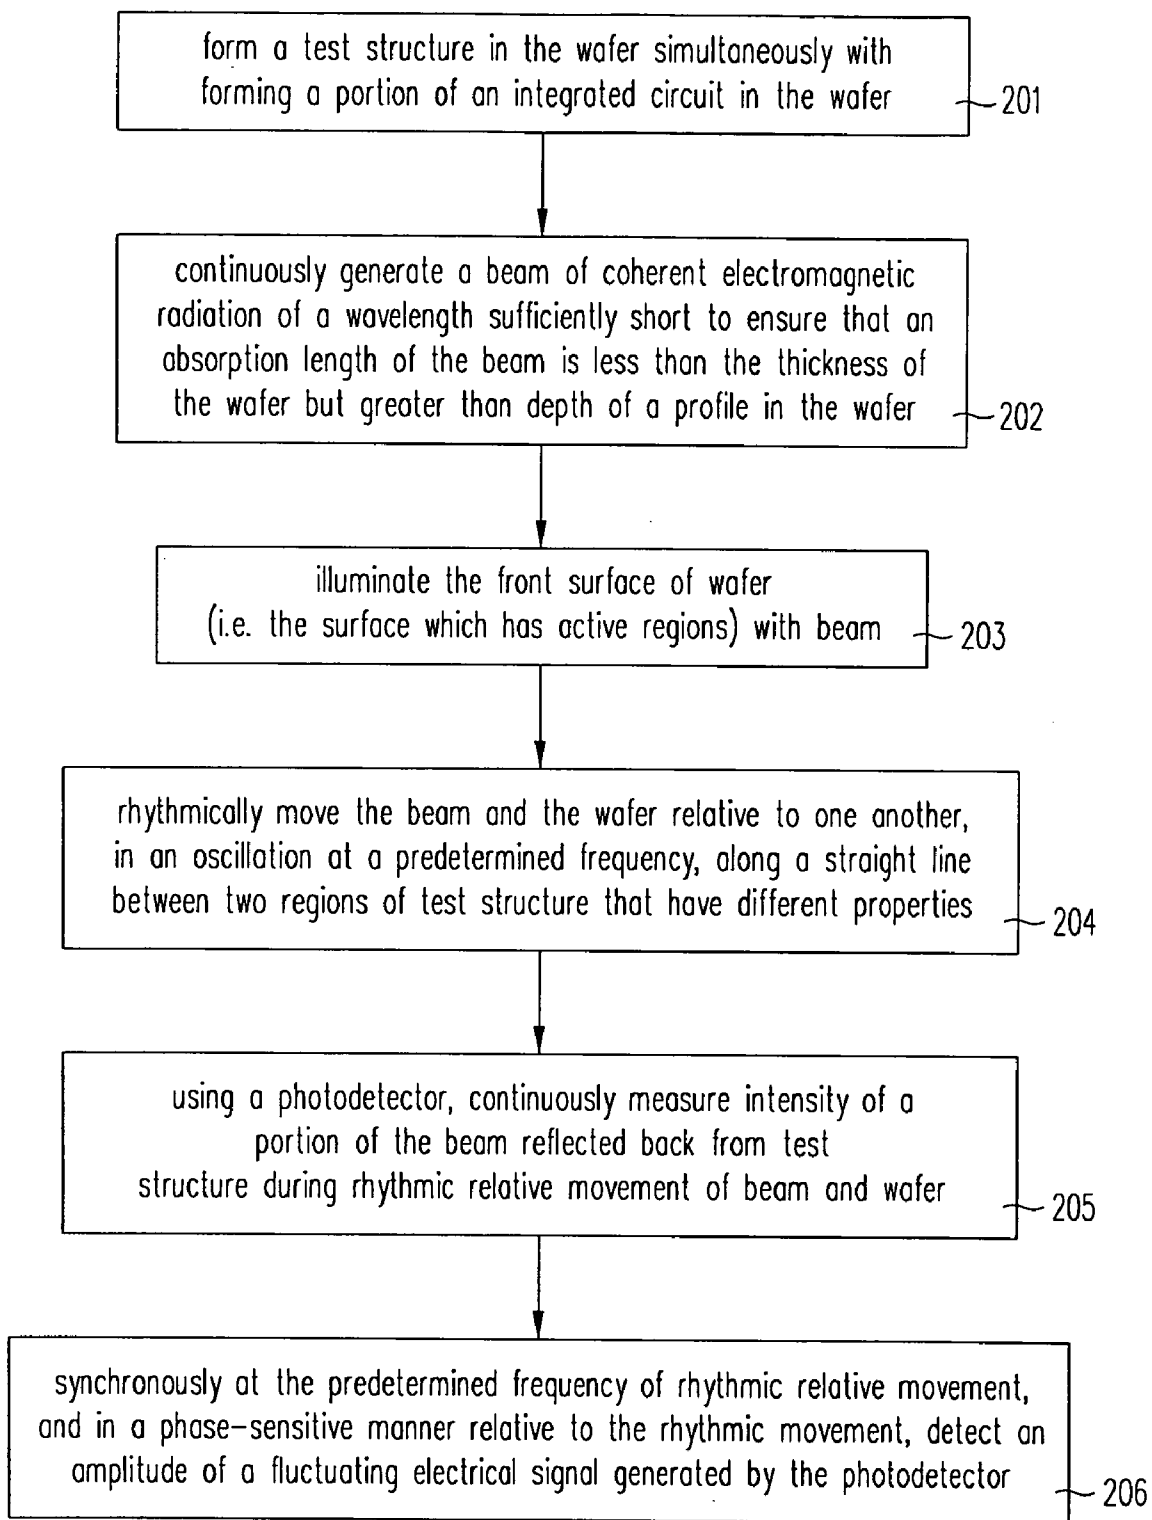 form a test structure in the wafer simultaneously with
forming a portion of an integrated circuit in the wafer
201
continuously generate a beam of coherent electromagnetic
radiation of a wavelength sufficiently short to ensure that an
absorption length of the beam is less than the thickness of
the wafer but greater than depth of a profile in the wafer
202
illuminate the front surface of wafer
(i.e. the surface which has active regions) with beam
203
rhythmically move the beam and the wafer relative to one another,
in an oscillation at a predetermined frequency, along a straight line
between two regions of test structure that have different properties
204
using a photodetector, continuously measure intensity of a
portion of the beam reflected back from test
structure during rhythmic relative movement of beam and wafer
205
synchronously at the predetermined frequency of rhythmic relative movement,
and in a phase-sensitive manner relative to the rhythmic movement, detect an
amplitude of a fluctuating electrical signal generated by the photodetector
206